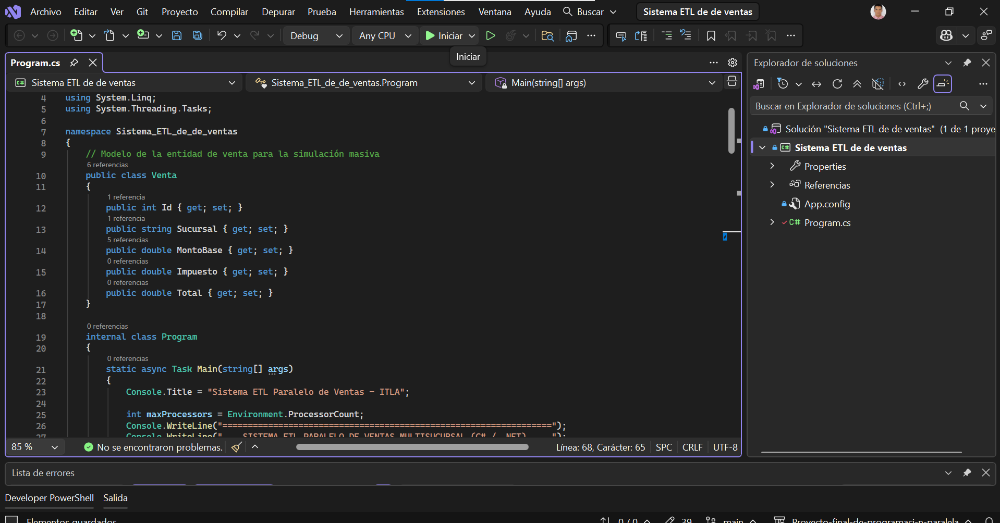 Archivo Editar Ver Git Proyecto Compilar Depurar Prueba Herramientas Extensiones Ventana Ayuda Buscar Sistema ETL de de ventas
Debug Any CPU Iniciar
Iniciar
Program.cs
Sistema ETL de de ventas Sistema_ETL_de_de_ventas.Program Main(string[] args)
4 using System.Linq;
5 using System.Threading.Tasks;
6
7 namespace Sistema_ETL_de_de_ventas
8 {
9 // Modelo de la entidad de venta para la simulación masiva
6 referencias
10 public class Venta
11 {
1 referencia
12 public int Id { get; set; }
1 referencia
13 public string Sucursal { get; set; }
5 referencias
14 public double MontoBase { get; set; }
0 referencias
15 public double Impuesto { get; set; }
0 referencias
16 public double Total { get; set; }
17 }
18
0 referencias
19 internal class Program
20 {
0 referencias
21 static async Task Main(string[] args)
22 {
23 Console.Title = "Sistema ETL Paralelo de Ventas - ITLA";
24
25 int maxProcessors = Environment.ProcessorCount;
26 Console.WriteLine("=================================================================");
27 Console.WriteLine(" SISTEMA ETL PARALELO DE VENTAS MULTISUCURSAL (C# / .NET) ");
85 % No se encontraron problemas. Línea: 68, Carácter: 65 SPC CRLF UTF-8
Explorador de soluciones
Buscar en Explorador de soluciones (Ctrl+;)
Solución "Sistema ETL de de ventas" (1 de 1 proye
C# Sistema ETL de de ventas
Properties
Referencias
App.config
C# Program.cs
Lista de errores
Developer PowerShell Salida
Elementos guardados 0 / 0 39 main Proyecto-final-de-programaci-n-paralela